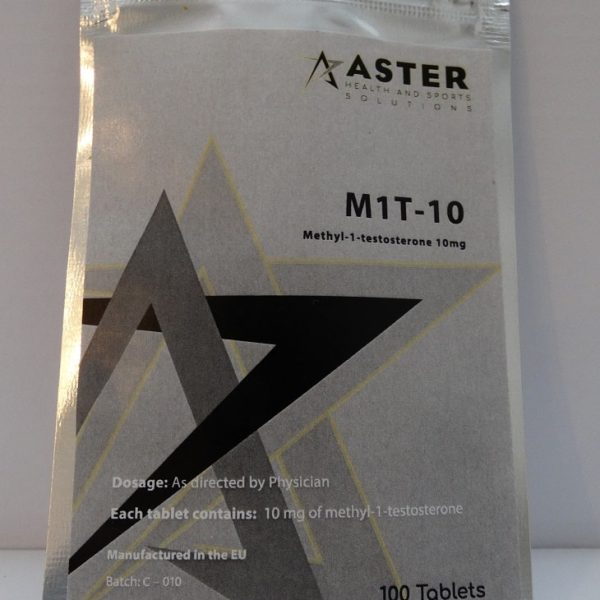 ASTER
HEALTH AND SPORTS
SOLUTIONS
M1T-10
Methyl-1-testosterone 10mg
Dosage: As directed by Physician
Each tablet contains: 10 mg of methyl-1-testosterone
Manufactured in the EU
Batch: C - 010
100 Tablets